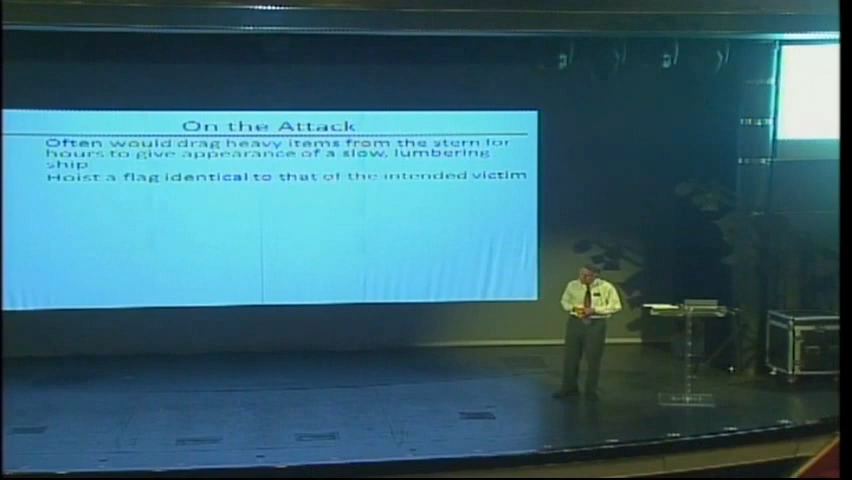 On the Attack
Often would drag heavy items from the stern for
hours to give appearance of a slow, lumbering
ship
Hoist a flag identical to that of the intended victim